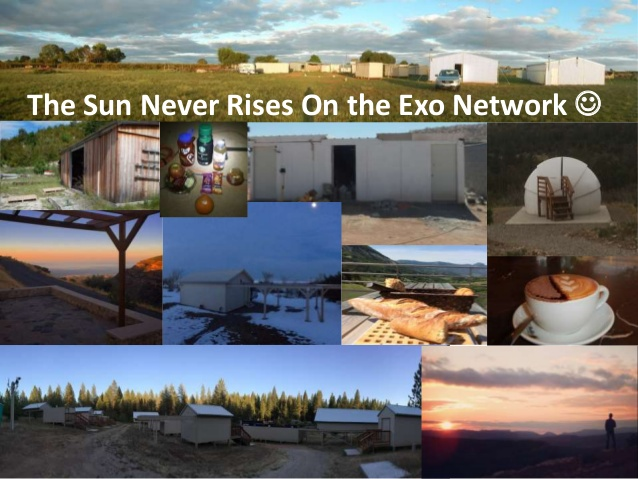 The Sun Never Rises On the Exo Network ☺